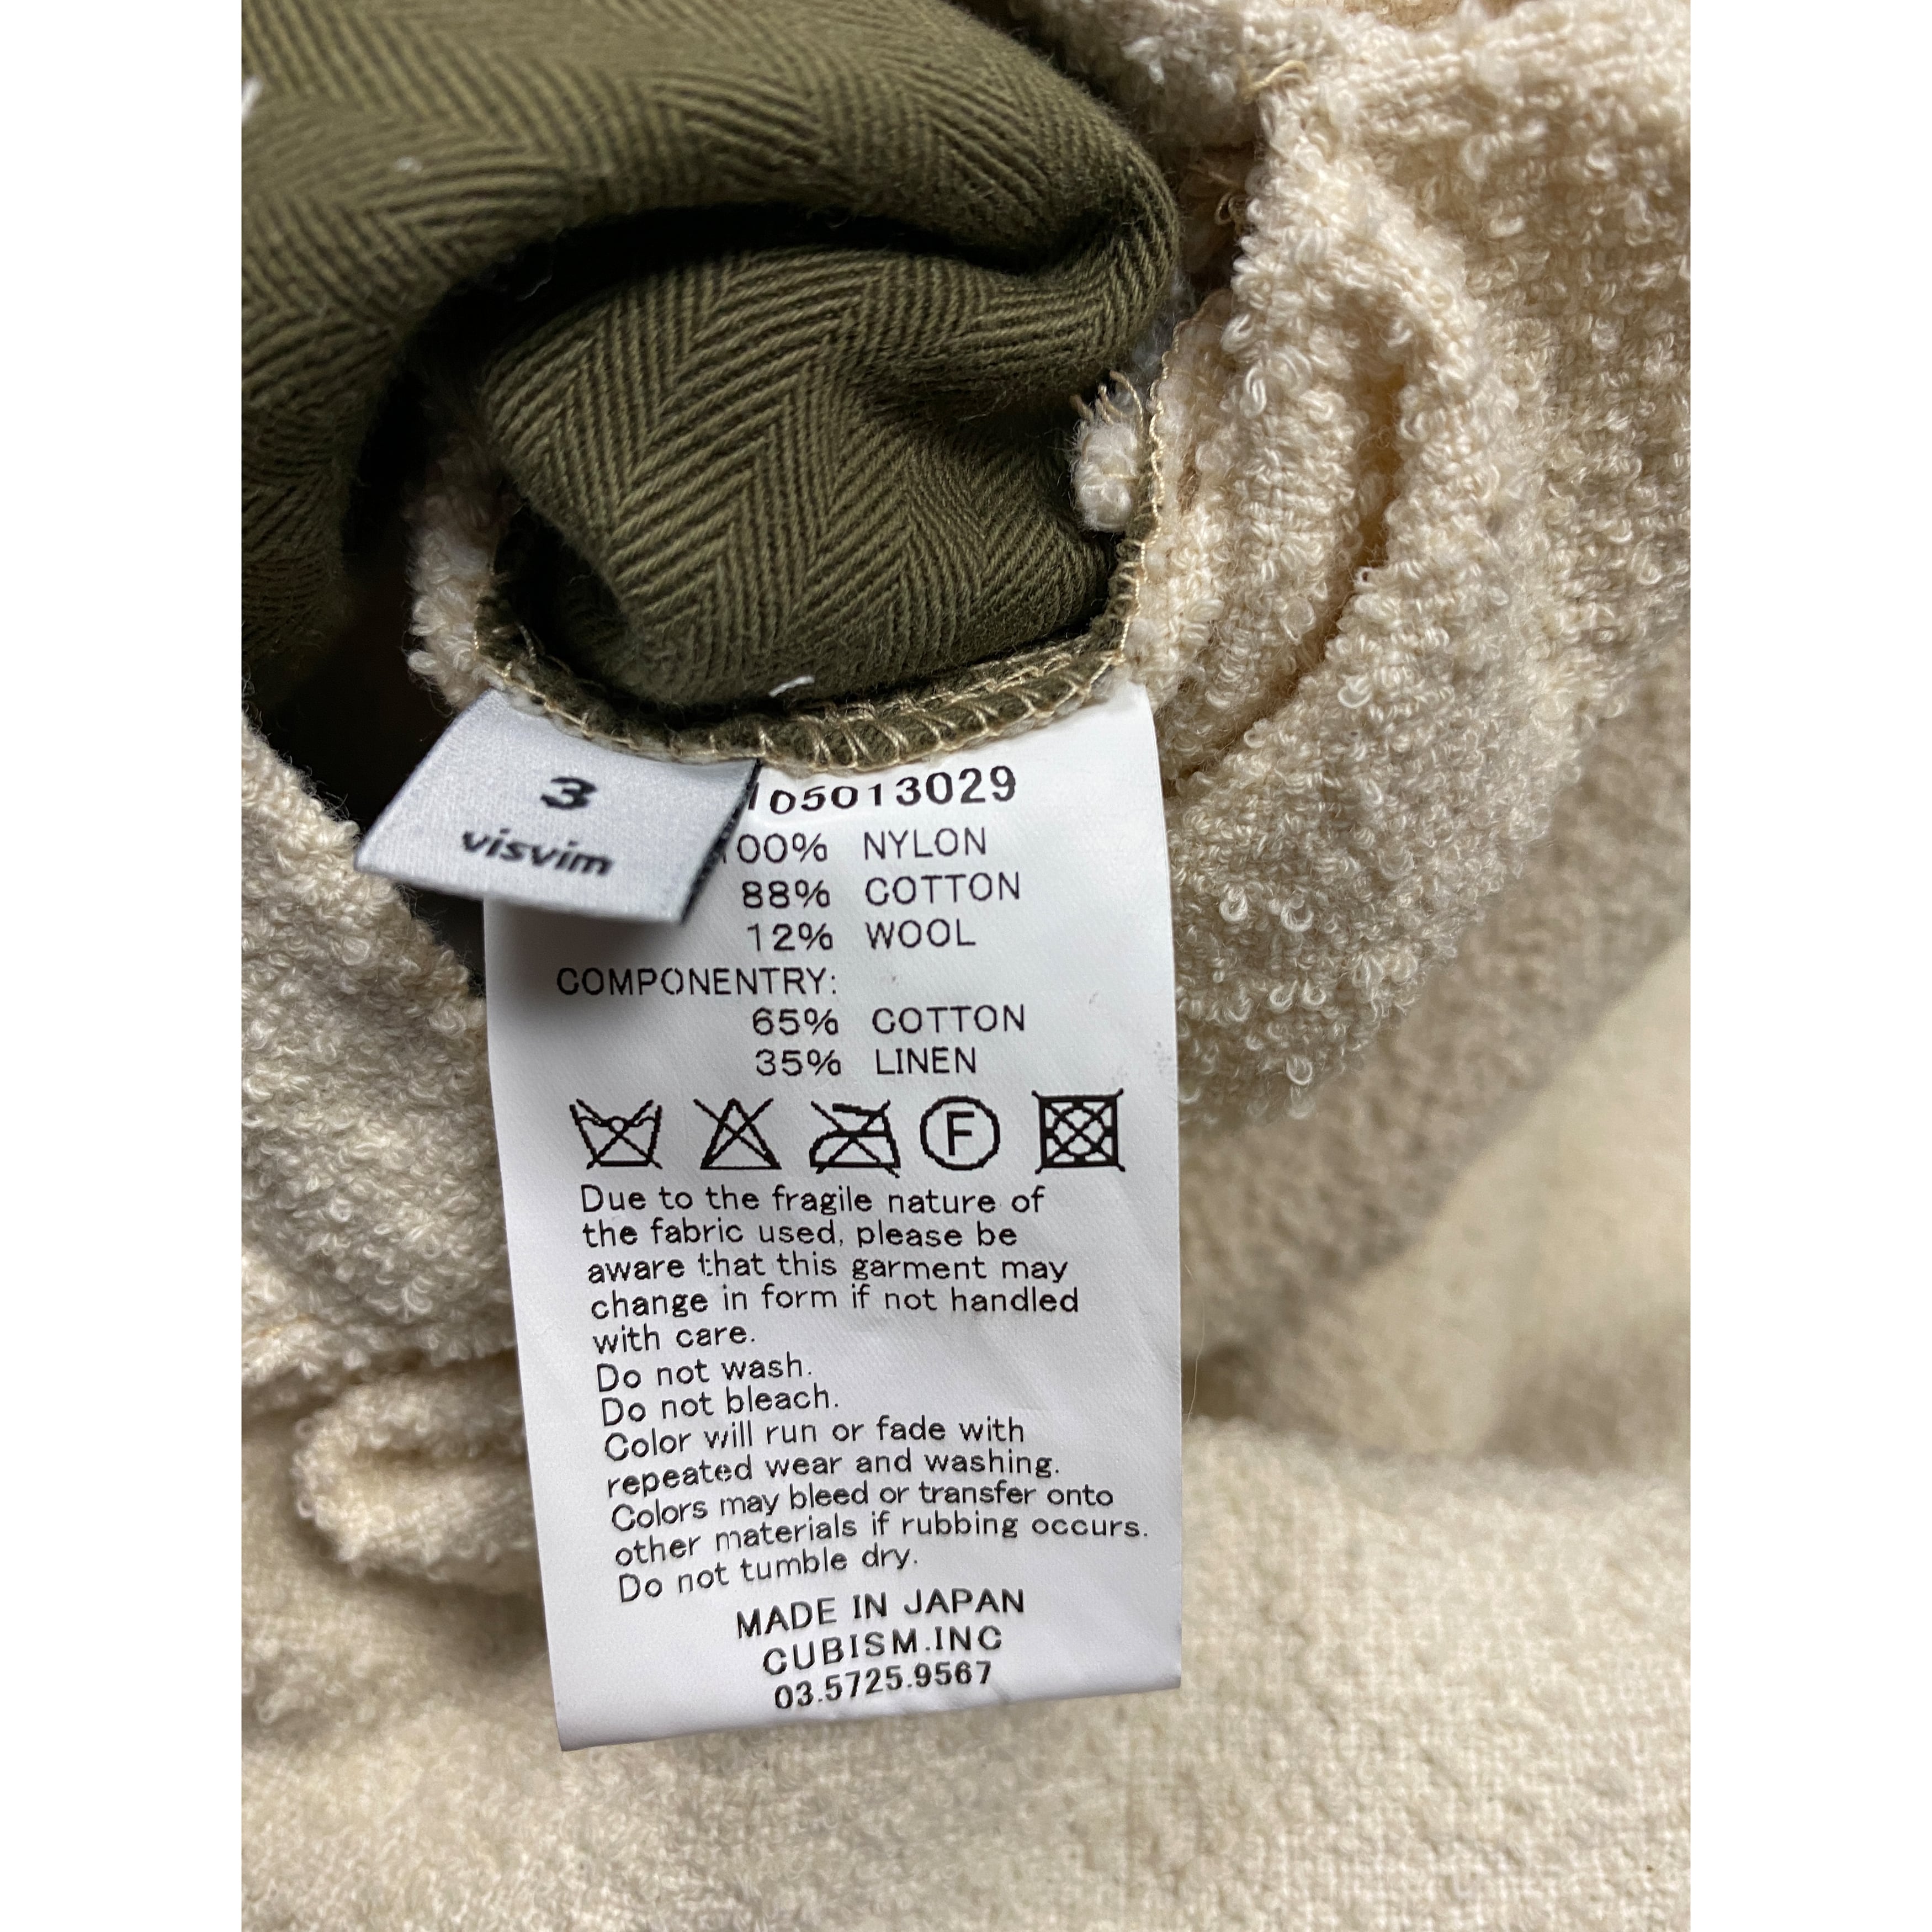 3
visvim
105013029
00% NYLON
88% COTTON
12% WOOL
COMPONENTRY:
65% COTTON
35% LINEN
F
Due to the fragile nature of
the fabric used, please be
aware that this garment may
change in form if not handled
with care.
Do not wash.
Do not bleach.
Color will run or fade with
repeated wear and washing.
Colors may bleed or transfer onto
other materials if rubbing occurs.
Do not tumble dry.
MADE IN JAPAN
CUBISM.INC
03.5725.9567